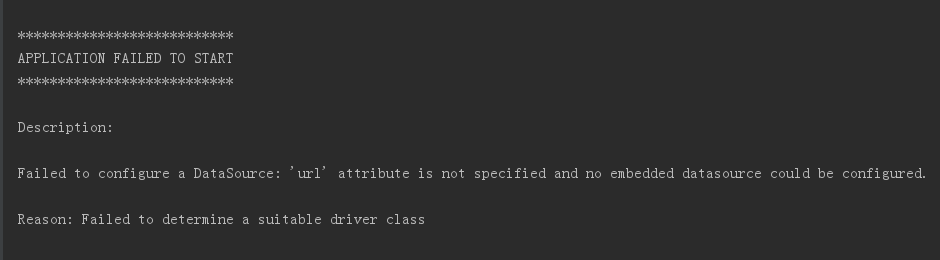 ***************************
APPLICATION FAILED TO START
***************************
Description:
Failed to configure a DataSource: 'url' attribute is not specified and no embedded datasource could be configured.
Reason: Failed to determine a suitable driver class